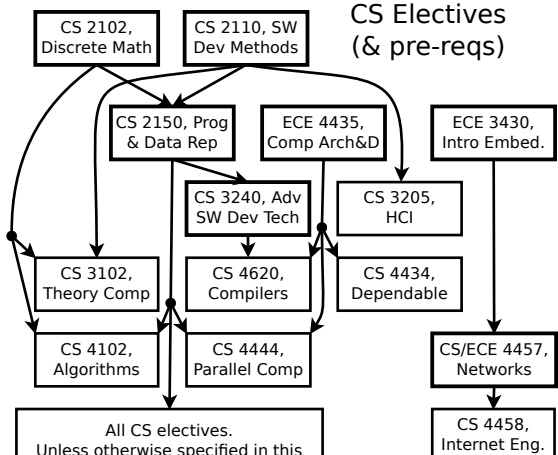 CS Electives
(& pre-reqs)
CS 2102,
Discrete Math
CS 2110, SW
Dev Methods
CS 2150, Prog
& Data Rep
ECE 4435,
Comp Arch&D
ECE 3430,
Intro Embed.
CS 3240, Adv
SW Dev Tech
CS 3205,
HCI
CS 3102,
Theory Comp
CS 4620,
Compilers
CS 4434,
Dependable
CS 4102,
Algorithms
CS 4444,
Parallel Comp
CS/ECE 4457,
Networks
All CS electives.
Unless otherwise specified in this
CS 4458,
Internet Eng.